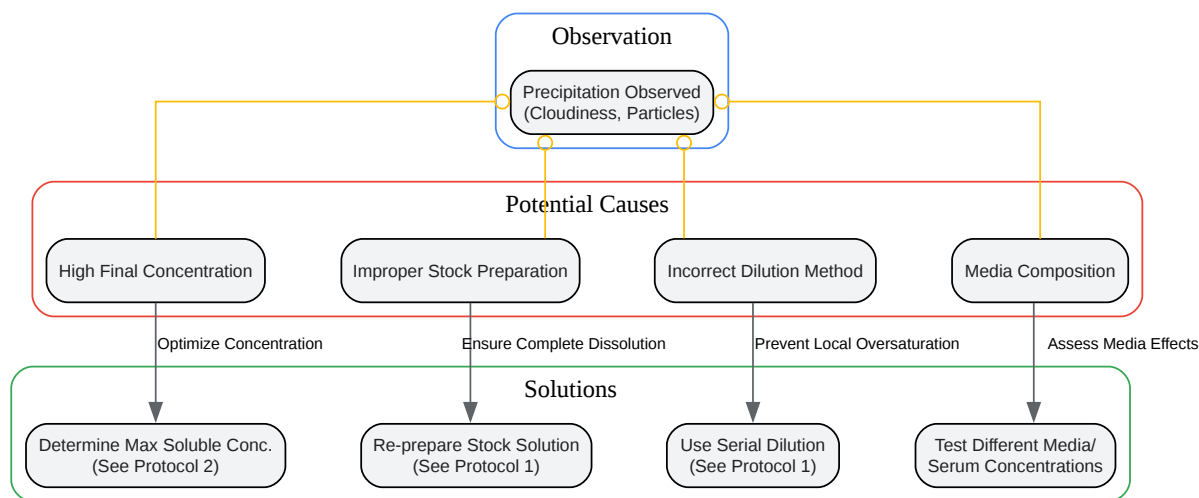 Observation
Precipitation Observed
(Cloudiness, Particles)
Potential Causes
High Final Concentration
Improper Stock Preparation
Incorrect Dilution Method
Media Composition
Optimize Concentration
Ensure Complete Dissolution
Prevent Local Oversaturation
Assess Media Effects
Solutions
Determine Max Soluble Conc.
(See Protocol 2)
Re-prepare Stock Solution
(See Protocol 1)
Use Serial Dilution
(See Protocol 1)
Test Different Media/
Serum Concentrations